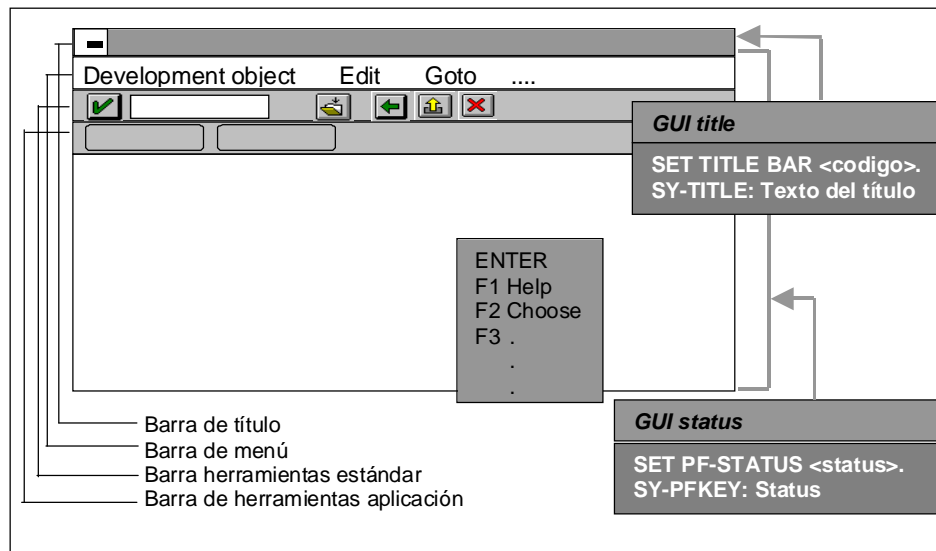 Development object Edit Goto ....
GUI title
SET TITLE BAR <codigo>.
SY-TITLE: Texto del título
ENTER
F1 Help
F2 Choose
F3 .
.
.
Barra de título
Barra de menú
Barra herramientas estándar
Barra de herramientas aplicación
GUI status
SET PF-STATUS <status>.
SY-PFKEY: Status